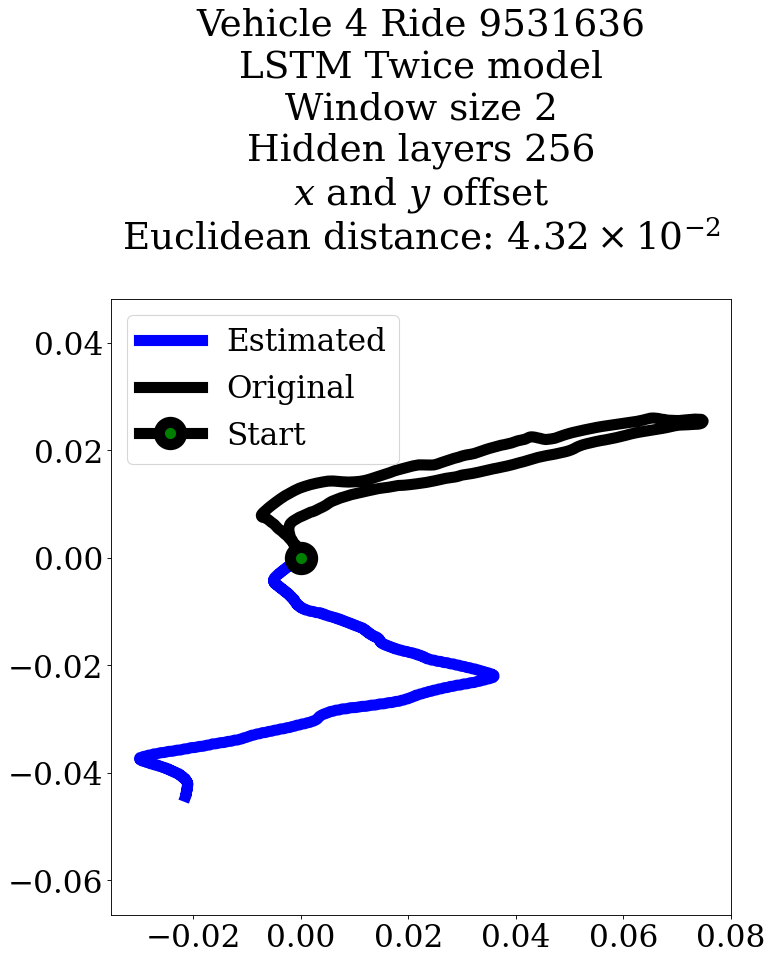 Vehicle 4 Ride 9531636
LSTM Twice model
Window size 2
Hidden layers 256
x and y offset
Euclidean distance: 4.32 × 10⁻²
Estimated
Original
Start
0.04
0.02
0.00
−0.02
−0.04
−0.06
−0.02 0.00 0.02 0.04 0.06 0.08